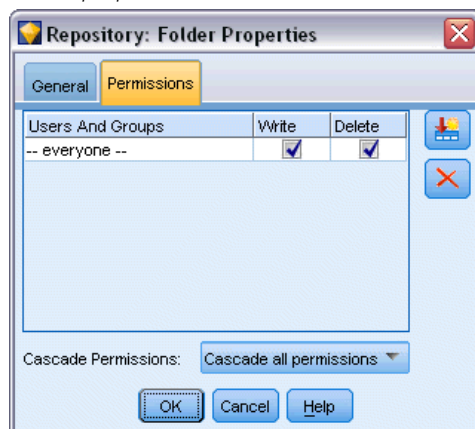 Repository: Folder Properties
General Permissions
Users And Groups Write Delete
-- everyone --
Cascade Permissions: Cascade all permissions
OK Cancel Help